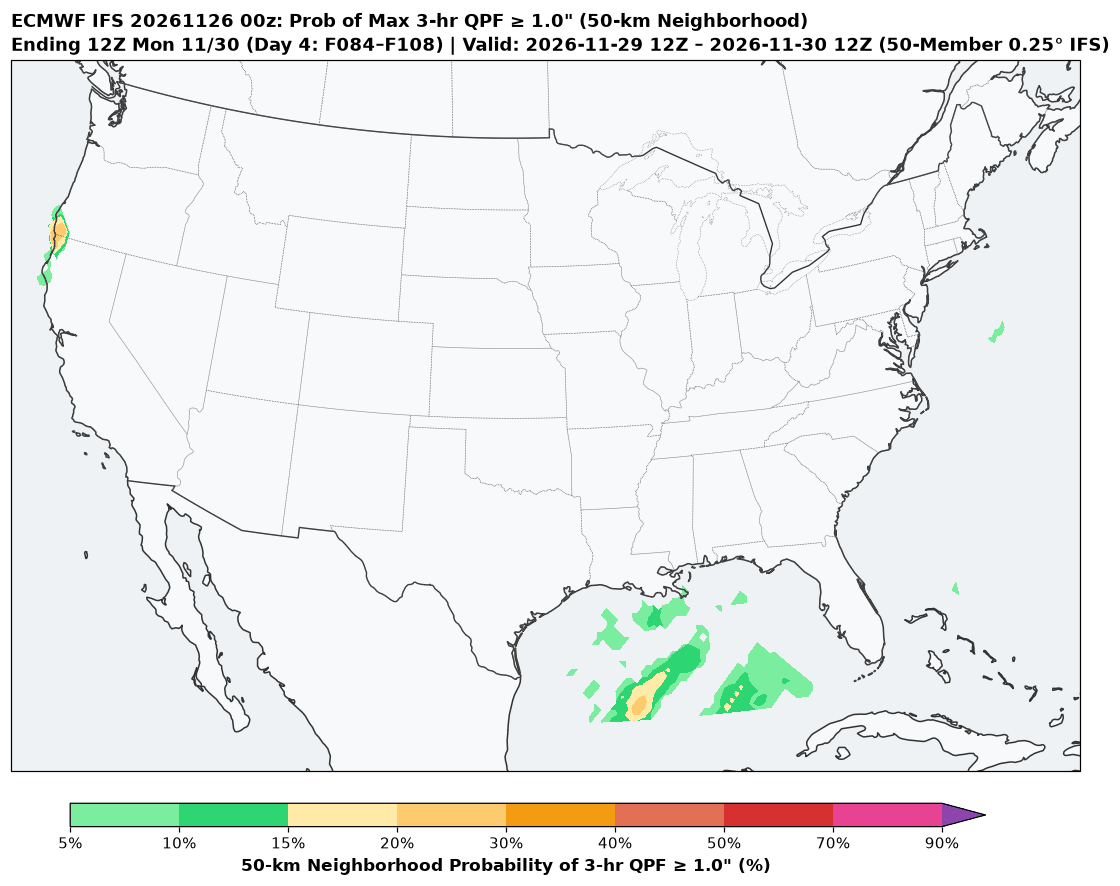 ECMWF IFS 20261126 00z: Prob of Max 3-hr QPF ≥ 1.0" (50-km Neighborhood)
Ending 12Z Mon 11/30 (Day 4: F084–F108) | Valid: 2026-11-29 12Z – 2026-11-30 12Z (50-Member 0.25° IFS)
5% 10% 15% 20% 30% 40% 50% 70% 90%
50-km Neighborhood Probability of 3-hr QPF ≥ 1.0" (%)